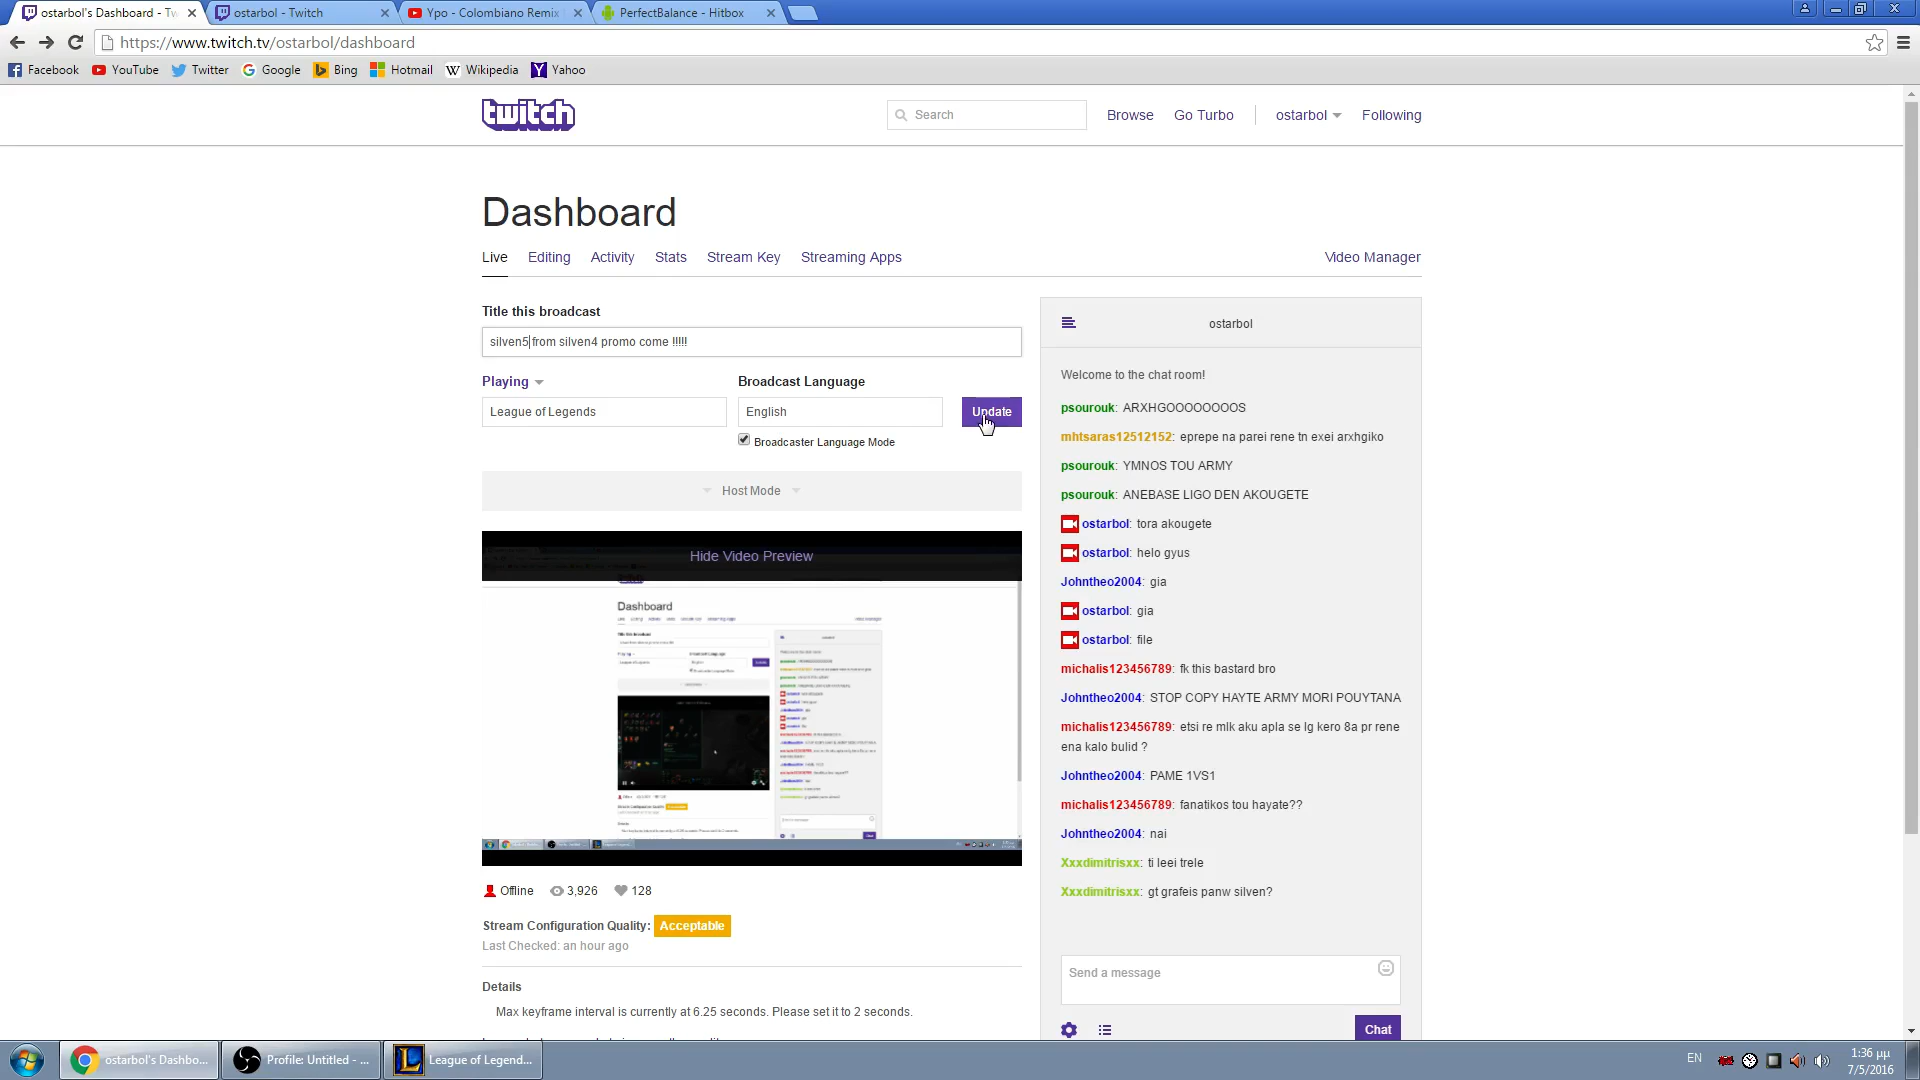 ostarbol's Dashboard - Tw
ostarbol - Twitch
Ypo - Colombiano Remix
PerfectBalance - Hitbox
https://www.twitch.tv/ostarbol/dashboard
Facebook YouTube Twitter Google Bing Hotmail Wikipedia Yahoo
twitch
Search
Browse Go Turbo ostarbol Following
Dashboard
Live Editing Activity Stats Stream Key Streaming Apps Video Manager
Title this broadcast
silven5 from silven4 promo come !!!!!
Playing Broadcast Language
League of Legends English Update
Broadcaster Language Mode
Host Mode
Hide Video Preview
Dashboard
Offline 3,926 128
Stream Configuration Quality: Acceptable
Last Checked: an hour ago
Details
Max keyframe interval is currently at 6.25 seconds. Please set it to 2 seconds.
ostarbol
Welcome to the chat room!
psourouk: ARXHGOOOOOOOOS
mhtsaras12512152: eprepe na parei rene tn exei arxhgiko
psourouk: YMNOS TOU ARMY
psourouk: ANEBASE LIGO DEN AKOUGETE
ostarbol: tora akougete
ostarbol: helo gyus
Johntheo2004: gia
ostarbol: gia
ostarbol: file
michalis123456789: fk this bastard bro
Johntheo2004: STOP COPY HAYTE ARMY MORI POUYTANA
michalis123456789: etsi re mlk aku apla se lg kero 8a pr rene
ena kalo bulid ?
Johntheo2004: PAME 1VS1
michalis123456789: fanatikos tou hayate??
Johntheo2004: nai
Xxxdimitrisxx: ti leei trele
Xxxdimitrisxx: gt grafeis panw silven?
Send a message
Chat
ostarbol's Dashbo...
Profile: Untitled - ...
League of Legend...
EN
1:36 μμ
7/5/2016